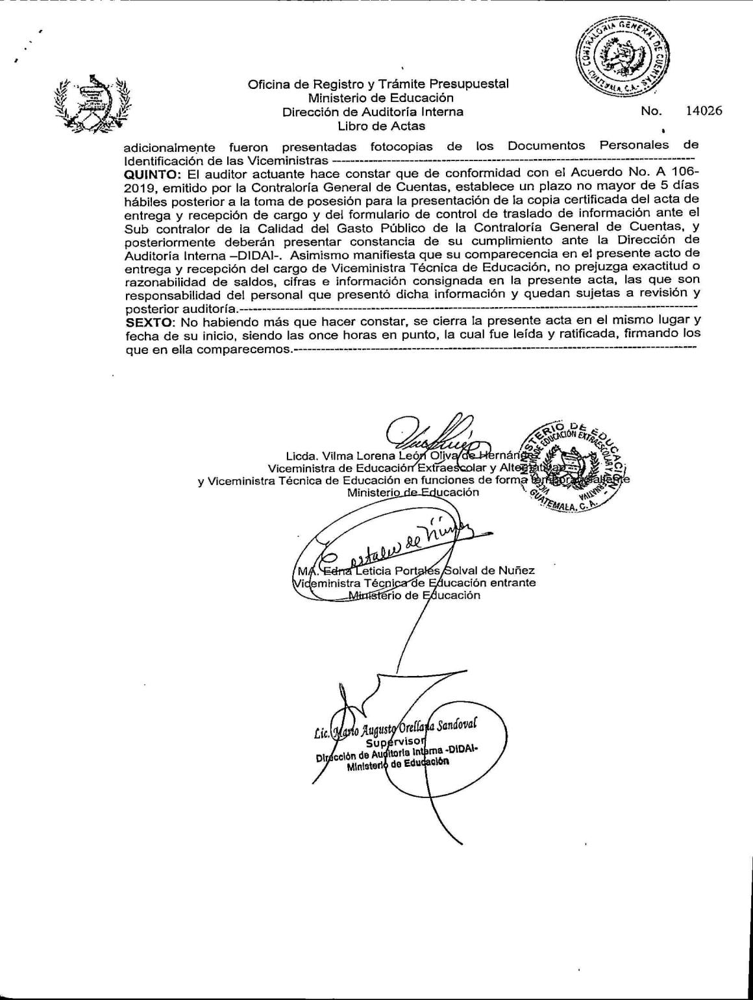 CONTRALORÍA GENERAL DE CUENTAS
GUATEMALA, C.A.
Oficina de Registro y Trámite Presupuestal
Ministerio de Educación
Dirección de Auditoría Interna
No. 14026
Libro de Actas
adicionalmente fueron presentadas fotocopias de los Documentos Personales de
Identificación de las Viceministras ------------------------------------------------------------
QUINTO: El auditor actuante hace constar que de conformidad con el Acuerdo No. A 106-
2019, emitido por la Contraloría General de Cuentas, establece un plazo no mayor de 5 días
hábiles posterior a la toma de posesión para la presentación de la copia certificada del acta de
entrega y recepción de cargo y del formulario de control de traslado de información ante el
Sub contralor de la Calidad del Gasto Público de la Contraloría General de Cuentas, y
posteriormente deberán presentar constancia de su cumplimiento ante la Dirección de
Auditoría Interna –DIDAI-. Asimismo manifiesta que su comparecencia en el presente acto de
entrega y recepción del cargo de Viceministra Técnica de Educación, no prejuzga exactitud o
razonabilidad de saldos, cifras e información consignada en la presente acta, las que son
responsabilidad del personal que presentó dicha información y quedan sujetas a revisión y
posterior auditoría.------------------------------------------------------------
SEXTO: No habiendo más que hacer constar, se cierra la presente acta en el mismo lugar y
fecha de su inicio, siendo las once horas en punto, la cual fue leída y ratificada, firmando los
que en ella comparecemos.------------------------------------------------------------
Licda. Vilma Lorena León Oliva de Hernández
Viceministra de Educación Extraescolar y Alternativa
y Viceministra Técnica de Educación en funciones de forma temporal saliente
Ministerio de Educación
MINISTERIO DE EDUCACIÓN
DE EDUCACIÓN EXTRAESCOLAR Y ALTERNATIVA
GUATEMALA, C. A.
Portales de Núñez
MA. Edna Leticia Portales Solval de Nuñez
Viceministra Técnica de Educación entrante
Ministerio de Educación
Lic. Mario Augusto Orellana Sandoval
Supervisor
Dirección de Auditoría Interna -DIDAI-
Ministerio de Educación